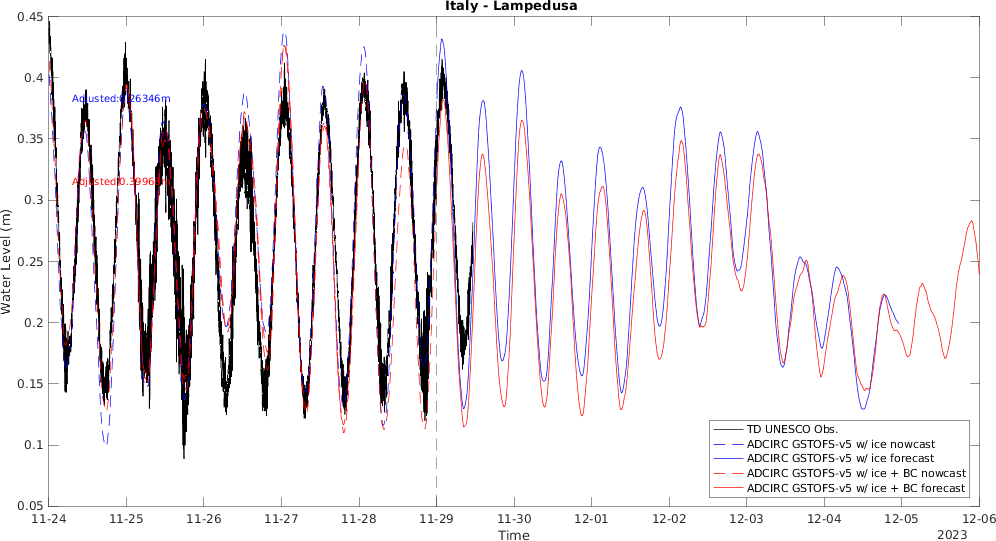 Italy - Lampedusa
0.45
0.4
0.35
0.3
0.25
0.2
0.15
0.1
0.05
Water Level (m)
Adjusted:0.26346m
TD UNESCO Obs.
ADCIRC GSTOFS-v5 w/ ice nowcast
ADCIRC GSTOFS-v5 w/ ice forecast
ADCIRC GSTOFS-v5 w/ ice + BC nowcast
ADCIRC GSTOFS-v5 w/ ice + BC forecast
11-24 11-25 11-26 11-27 11-28 11-29 11-30 12-01 12-02 12-03 12-04 12-05 12-06
Time
2023